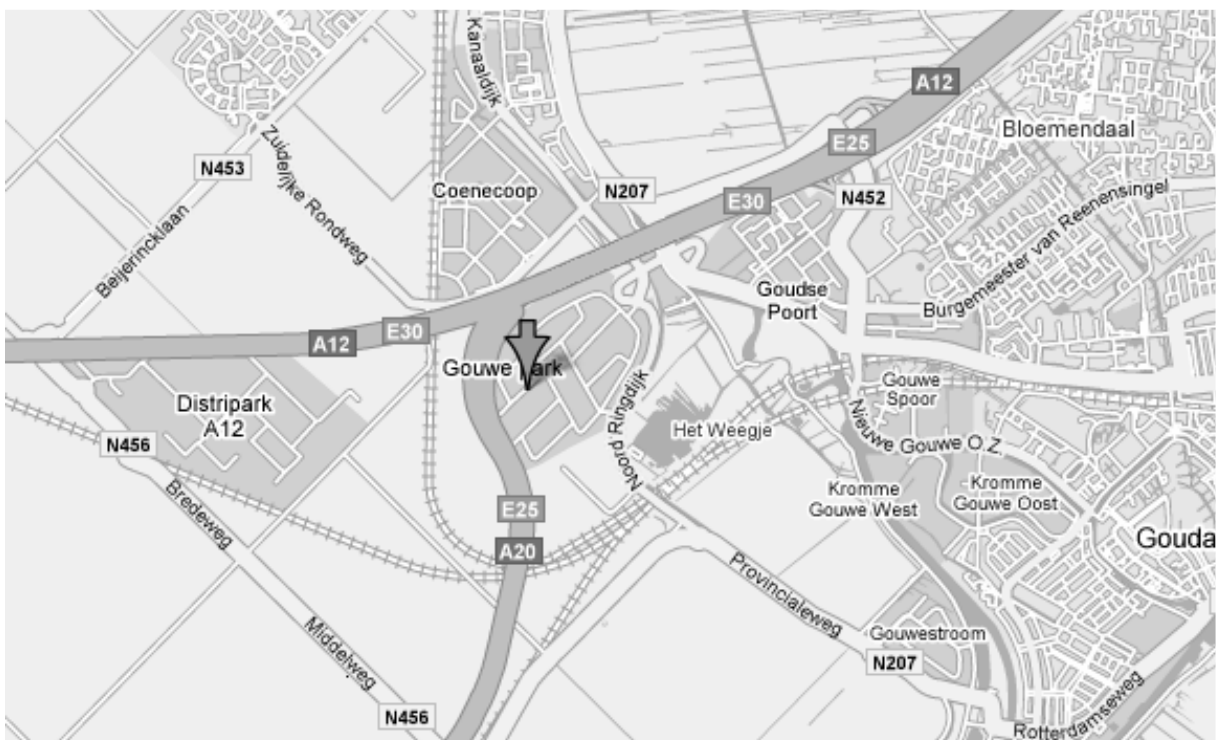 Kanaaldijk
A12
Bloemendaal
E25
N453
Zuidelijke Rondweg
Coenecoop
N207
E30
N452
Burgemeester van Reenensingel
Beijerincklaan
Goudse
Poort
A12
E30
Gouwe Park
Distripark
A12
Noord Ringdijk
Het Weegje
Gouwe
Spoor
Nieuwe Gouwe O.Z.
N456
Bredeweg
Kromme
Gouwe West
Kromme
Gouwe Oost
E25
A20
Gouda
Provincialeweg
Middelweg
Gouwestroom
N207
N456
Rotterdamseweg